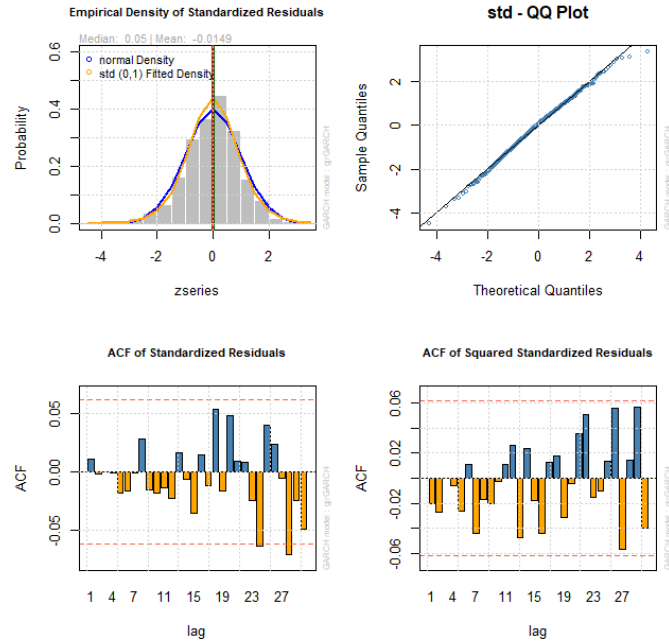 Empirical Density of Standardized Residuals
Median: 0.05 | Mean: -0.0149
normal Density
std (0,1) Fitted Density
Probability
0.0 0.2 0.4 0.6
-4 -2 0 2
zseries
GARCH model : gjrGARCH
std - QQ Plot
Sample Quantiles
-4 -2 0 2
-4 -2 0 2 4
Theoretical Quantiles
GARCH model : gjrGARCH
ACF of Standardized Residuals
ACF
-0.05 0.00 0.05
1 4 7 11 15 19 23 27
lag
GARCH model : gjrGARCH
ACF of Squared Standardized Residuals
ACF
-0.06 -0.02 0.02 0.06
1 4 7 11 15 19 23 27
lag
GARCH model : gjrGARCH